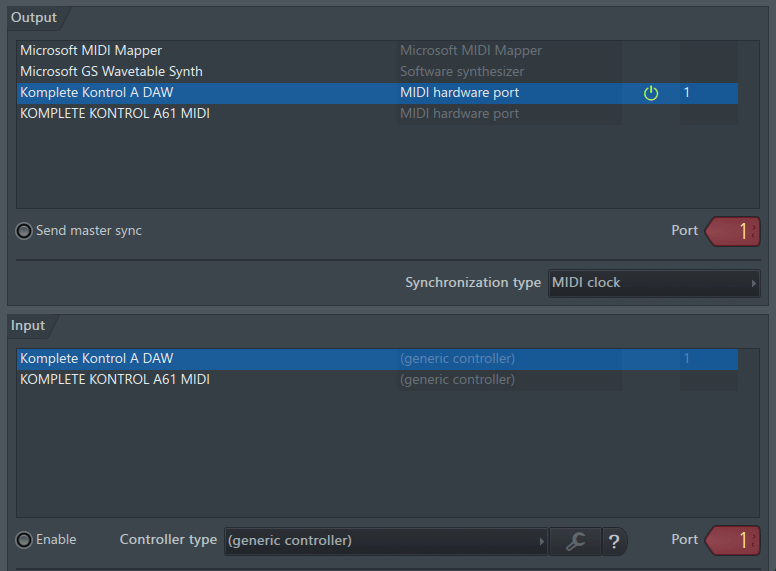 Output
Microsoft MIDI Mapper Microsoft MIDI Mapper
Microsoft GS Wavetable Synth Software synthesizer
Komplete Kontrol A DAW MIDI hardware port 1
KOMPLETE KONTROL A61 MIDI MIDI hardware port
Send master sync Port 1
Synchronization type MIDI clock
Input
Komplete Kontrol A DAW (generic controller) 1
KOMPLETE KONTROL A61 MIDI (generic controller)
Enable Controller type (generic controller) ? Port 1